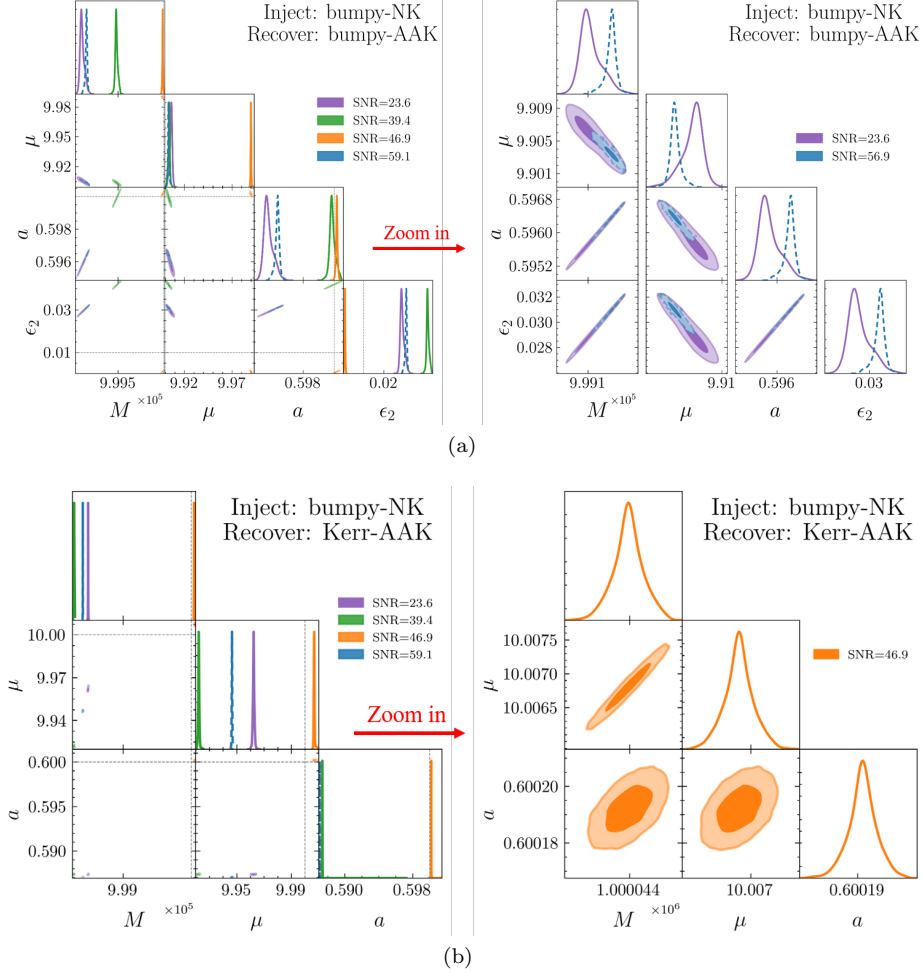 Inject: bumpy-NK
Recover: bumpy-AAK
SNR=23.6
SNR=39.4
SNR=46.9
SNR=59.1
μ
9.98
9.95
9.92
a
0.598
0.596
ϵ₂
0.03
0.01
9.995
9.92 9.97
0.598
0.02
M ×10⁵
μ
a
ϵ₂
Zoom in
Inject: bumpy-NK
Recover: bumpy-AAK
SNR=23.6
SNR=56.9
μ
9.909
9.905
9.901
a
0.5968
0.5960
0.5952
ϵ₂
0.032
0.030
0.028
9.991
9.91
0.596
0.03
M ×10⁵
μ
a
ϵ₂
(a)
Inject: bumpy-NK
Recover: Kerr-AAK
SNR=23.6
SNR=39.4
SNR=46.9
SNR=59.1
μ
10.00
9.97
9.94
a
0.600
0.595
0.590
9.99
9.95 9.99
0.590 0.598
M ×10⁵
μ
a
Zoom in
Inject: bumpy-NK
Recover: Kerr-AAK
SNR=46.9
μ
10.0075
10.0070
10.0065
a
0.60020
0.60018
1.000044
10.007
0.60019
M ×10⁶
μ
a
(b)